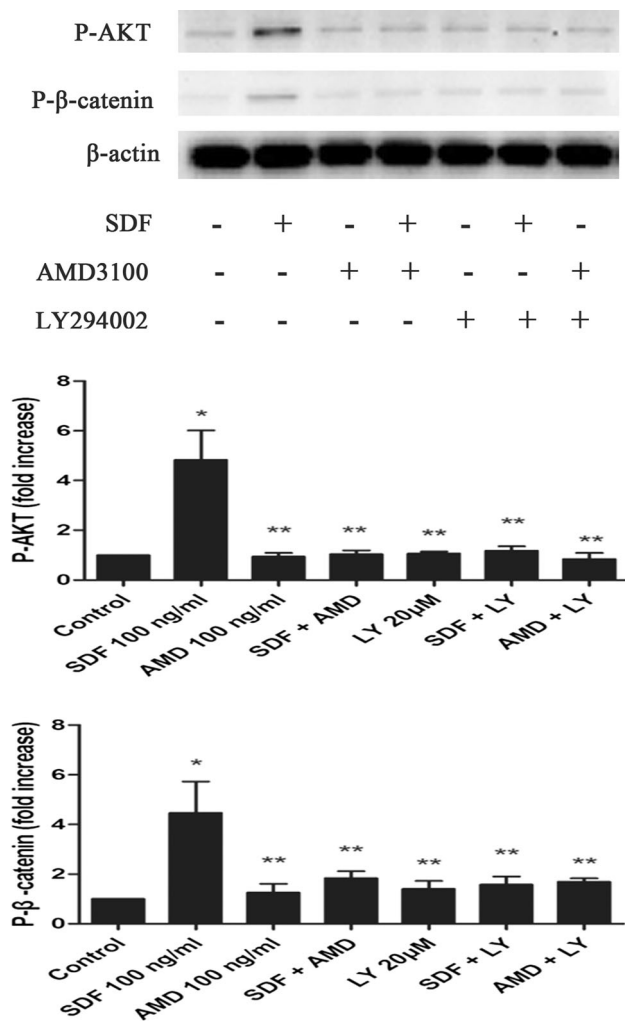 P-AKT
P-β-catenin
β-actin
SDF - + - + - + -
AMD3100 - - + + - - +
LY294002 - - - - + + +
P-AKT (fold increase)
8
6
4
2
0
* ** ** ** ** **
Control SDF 100 ng/ml AMD 100 ng/ml SDF + AMD LY 20μM SDF + LY AMD + LY
P-β -catenin (fold increase)
8
6
4
2
0
* ** ** ** ** **
Control SDF 100 ng/ml AMD 100 ng/ml SDF + AMD LY 20μM SDF + LY AMD + LY